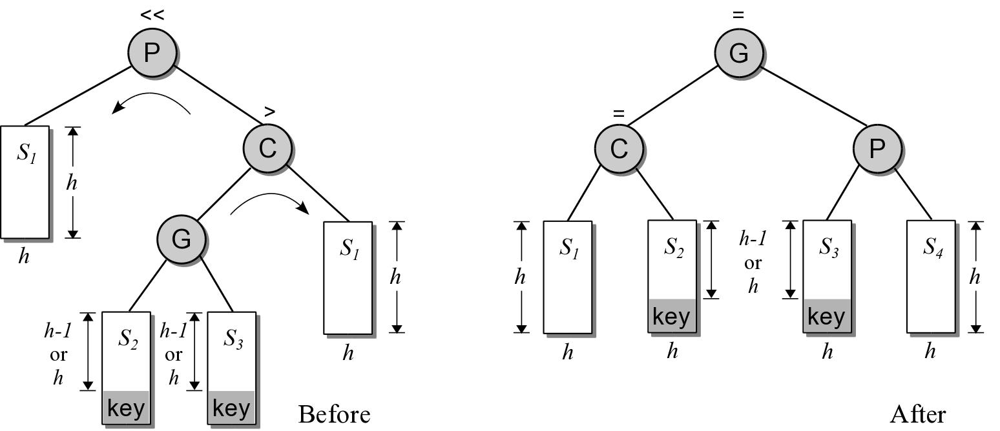 <<
P
>
C
S1
h
h
G
S1
h
h
h-1
or
h
S2
key
h-1
or
h
S3
key
Before
=
G
=
C
P
h
S1
h
S2
key
h
h-1
or
h
S3
key
h
S4
h
h
After